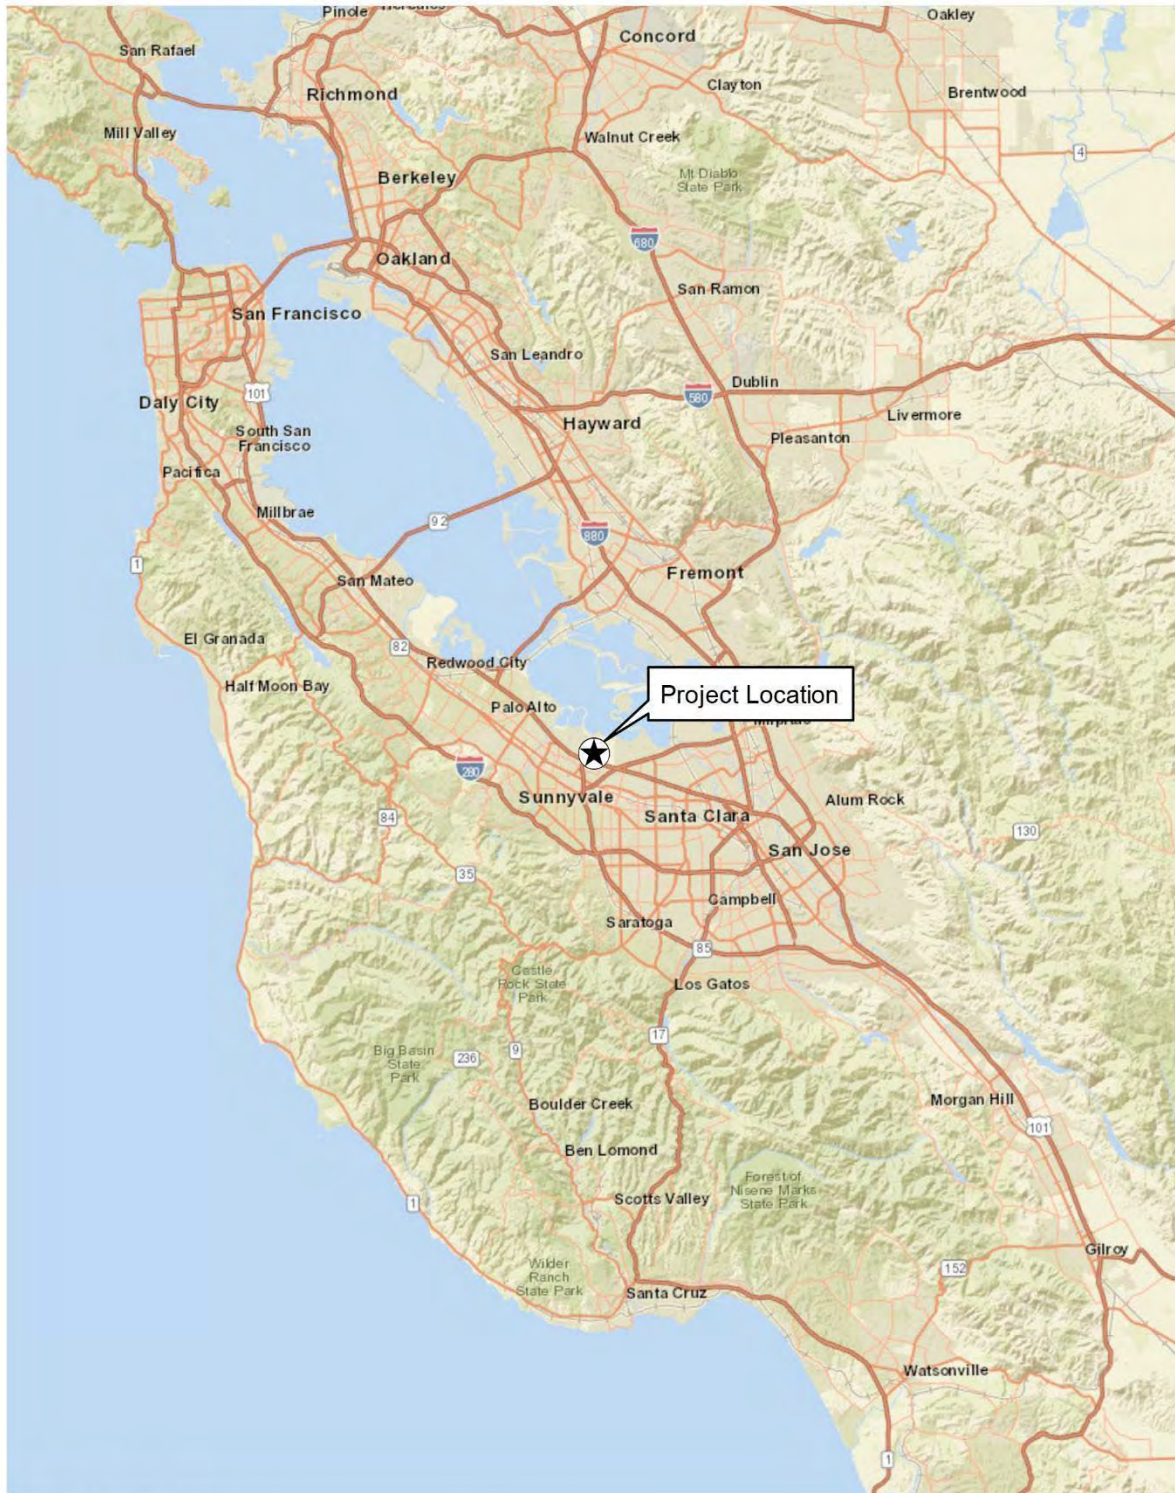 Pinole
Hercules
Oakley
San Rafael
Concord
Clayton
Richmond
Brentwood
Mill Valley
Walnut Creek
4
Berkeley
Mt Diablo
State Park
680
Oakland
San Ramon
San Francisco
San Leandro
Dublin
101
580
Daly City
Livermore
Hayward
South San
Francisco
Pleasanton
Pacifica
Millbrae
92
880
1
Fremont
San Mateo
El Granada
82
Redwood City
Half Moon Bay
Project Location
Palo Alto
280
Sunnyvale
Alum Rock
84
Santa Clara
130
San Jose
35
Campbell
Saratoga
85
Castle
Rock State
Park
Los Gatos
17
Big Basin
State
Park
236
9
Boulder Creek
Morgan Hill
101
Ben Lomond
Forest of
Nisene Marks
State Park
Scotts Valley
1
Gilroy
Wilder
Ranch
State Park
152
Santa Cruz
Watsonville
1